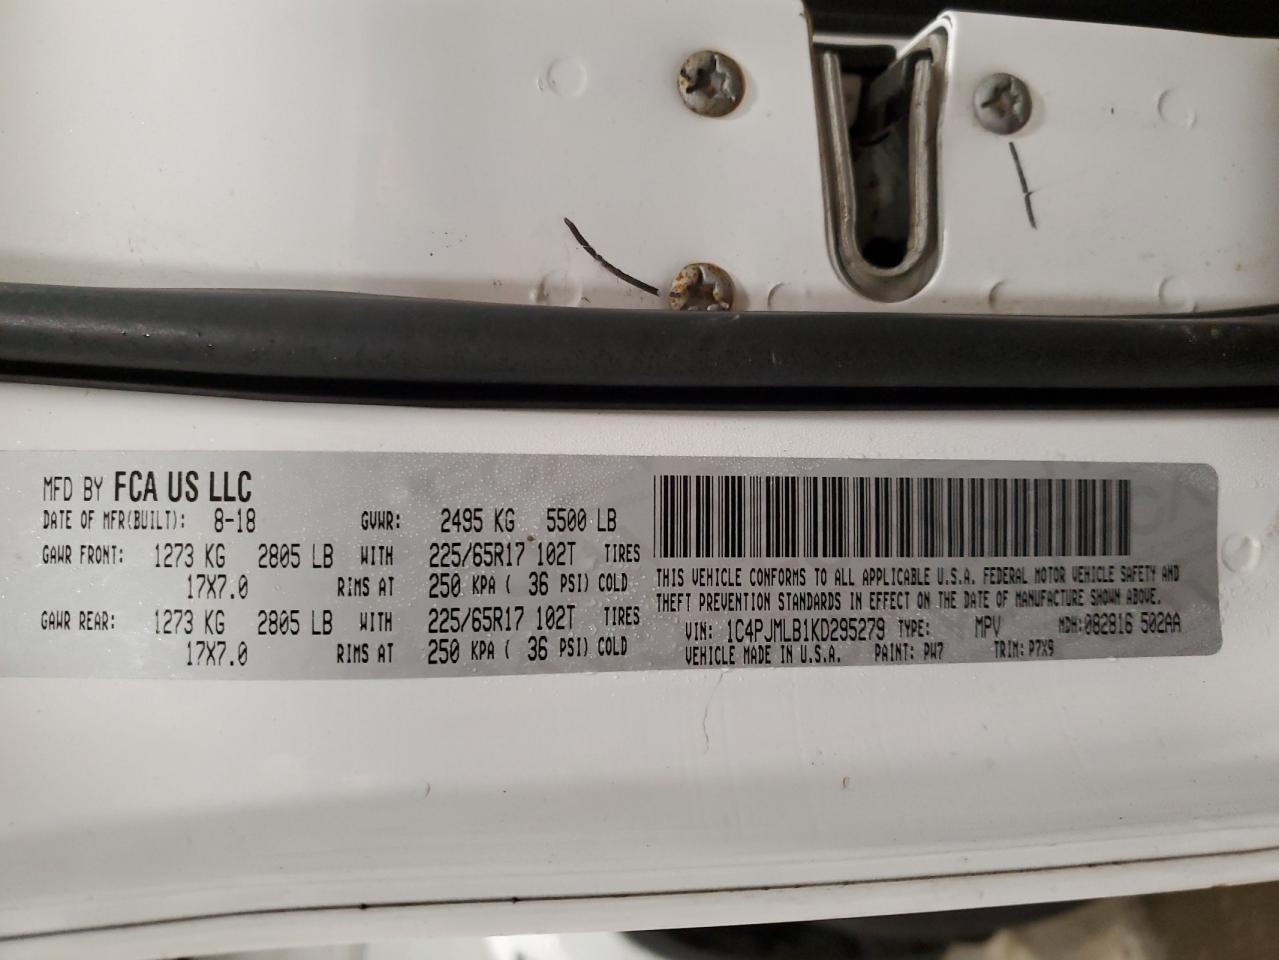 MFD BY FCA US LLC
DATE OF MFR(BUILT): 8-18 GVWR: 2495 KG 5500 LB
GAWR FRONT: 1273 KG 2805 LB WITH 225/65R17 102T TIRES
17X7.0 RIMS AT 250 KPA ( 36 PSI) COLD
GAWR REAR: 1273 KG 2805 LB WITH 225/65R17 102T TIRES
17X7.0 RIMS AT 250 KPA ( 36 PSI) COLD
THIS VEHICLE CONFORMS TO ALL APPLICABLE U.S.A. FEDERAL MOTOR VEHICLE SAFETY AND
THEFT PREVENTION STANDARDS IN EFFECT ON THE DATE OF MANUFACTURE SHOWN ABOVE.
VIN: 1C4PJMLB1KD295279 TYPE: MPV MDH: 082816 502AA
VEHICLE MADE IN U.S.A. PAINT: PW7 TRIM: P7X9